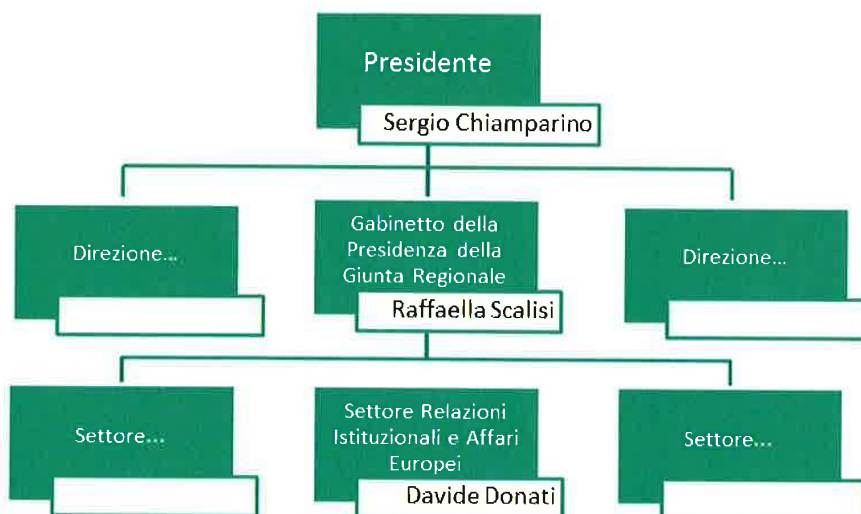 Presidente
Sergio Chiamparino
Direzione...
Gabinetto della
Presidenza della
Giunta Regionale
Raffaella Scalisi
Direzione...
Settore...
Settore Relazioni
Istituzionali e Affari
Europei
Davide Donati
Settore...